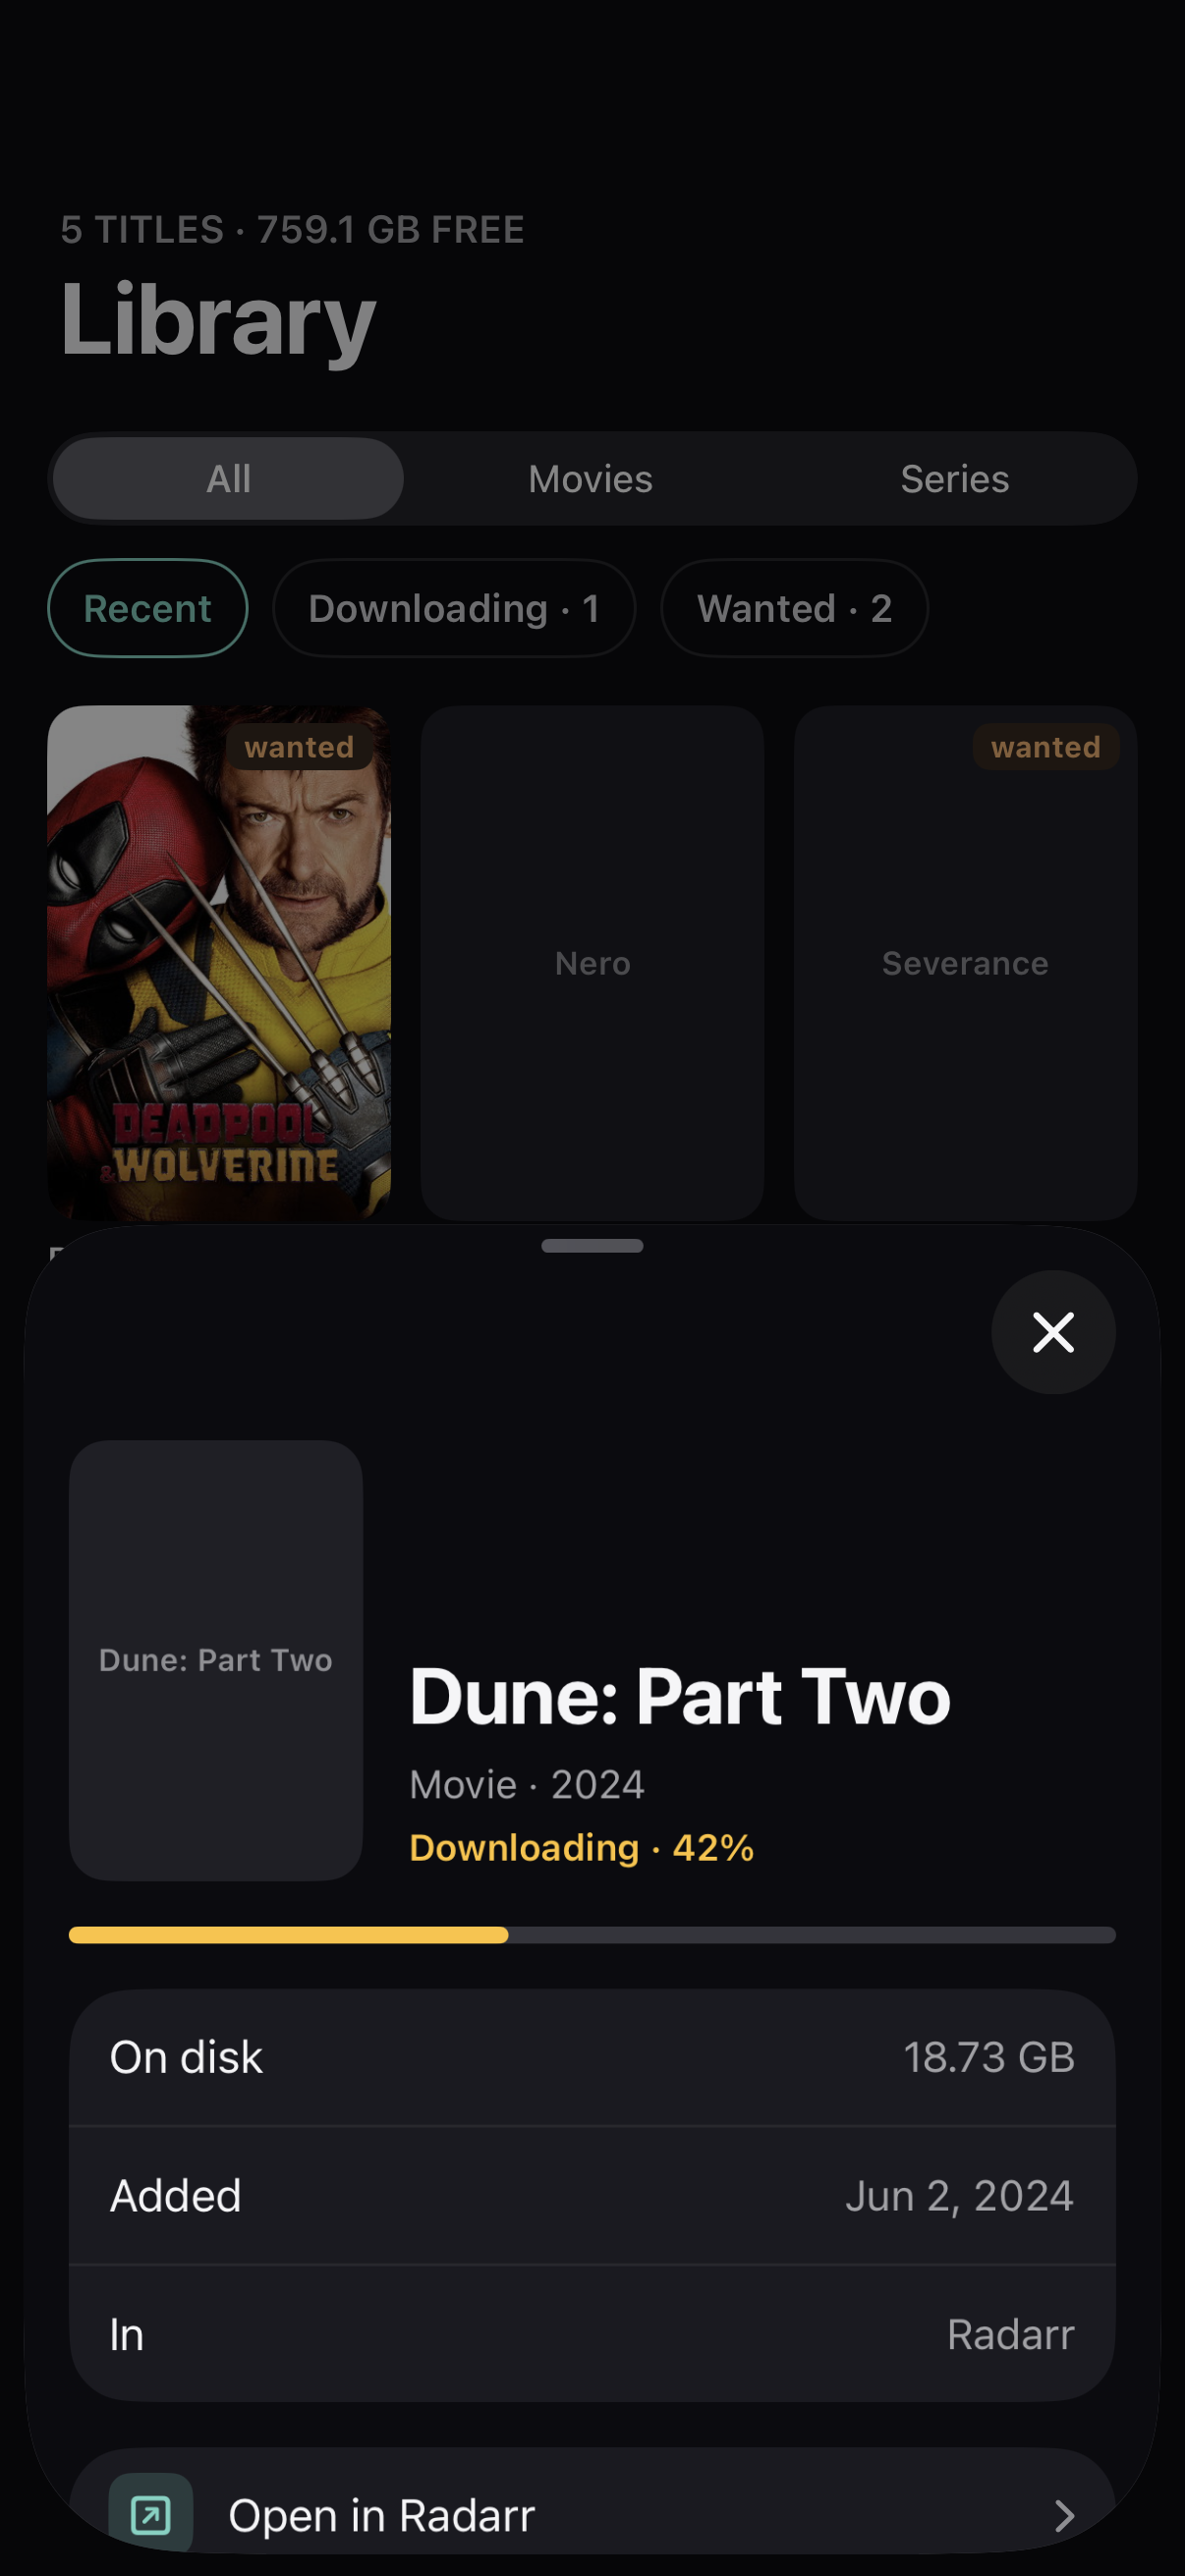 5 TITLES · 759.1 GB FREE
Library
All Movies Series
Recent Downloading · 1 Wanted · 2
wanted wanted
Nero Severance
DEADPOOL
&WOLVERINE
Dune: Part Two
Dune: Part Two
Movie · 2024
Downloading · 42%
On disk 18.73 GB
Added Jun 2, 2024
In Radarr
Open in Radarr